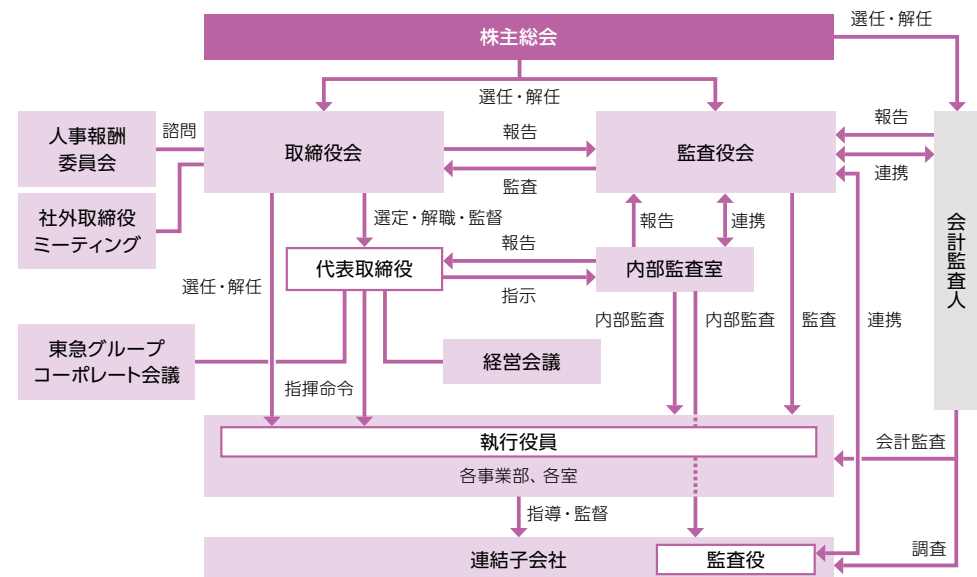 選任・解任
株主総会
選任・解任
人事報酬
委員会
諮問
取締役会
報告
監査
監査役会
報告
連携
社外取締役
ミーティング
選定・解職・監督
報告
連携
会計監査人
代表取締役
報告
指示
内部監査室
選任・解任
内部監査
内部監査
監査
連携
東急グループ
コーポレート会議
経営会議
指揮命令
執行役員
各事業部、各室
会計監査
指導・監督
連結子会社
監査役
調査